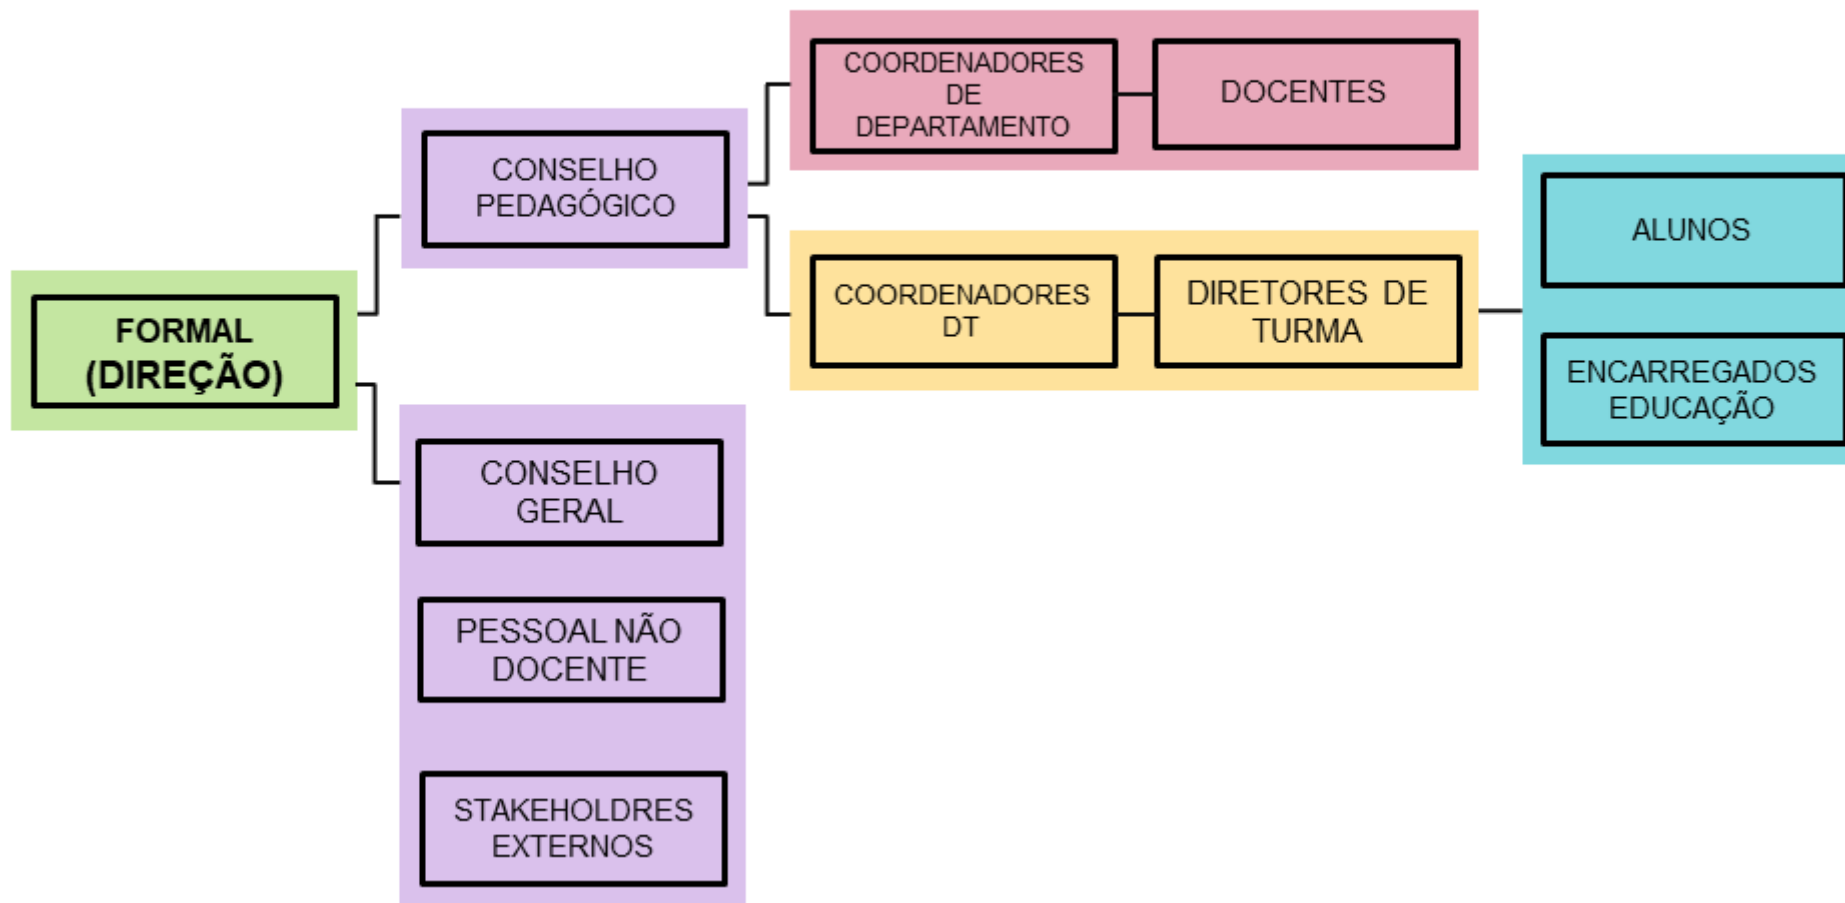 FORMAL
(DIREÇÃO)
CONSELHO
PEDAGÓGICO
CONSELHO
GERAL
PESSOAL NÃO
DOCENTE
STAKEHOLDRES
EXTERNOS
COORDENADORES
DE
DEPARTAMENTO
DOCENTES
COORDENADORES
DT
DIRETORES DE
TURMA
ALUNOS
ENCARREGADOS
EDUCAÇÃO